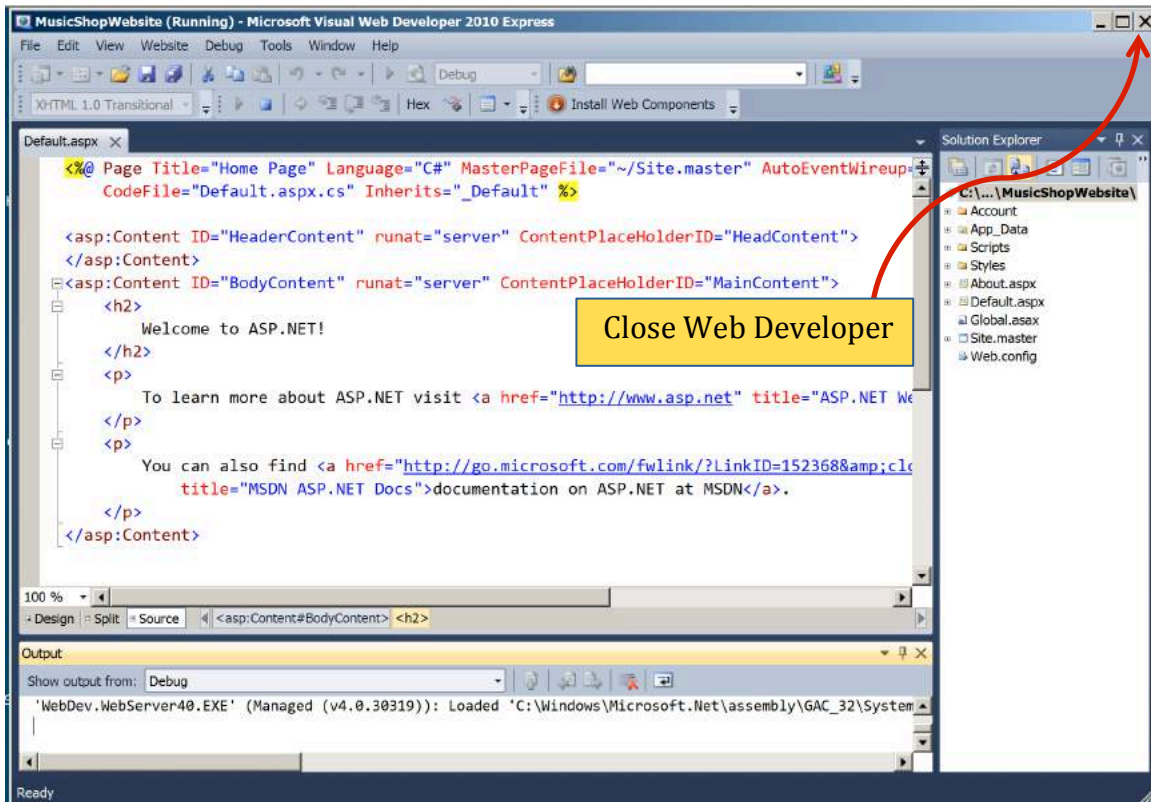 MusicShopWebsite (Running) - Microsoft Visual Web Developer 2010 Express
File Edit View Website Debug Tools Window Help
Debug
XHTML 1.0 Transitional Hex Install Web Components
Default.aspx
<%@ Page Title="Home Page" Language="C#" MasterPageFile="~/Site.master" AutoEventWireup=
CodeFile="Default.aspx.cs" Inherits="_Default" %>
<asp:Content ID="HeaderContent" runat="server" ContentPlaceHolderID="HeadContent">
</asp:Content>
<asp:Content ID="BodyContent" runat="server" ContentPlaceHolderID="MainContent">
<h2>
Welcome to ASP.NET!
</h2>
<p>
To learn more about ASP.NET visit <a href="http://www.asp.net" title="ASP.NET We
</p>
<p>
You can also find <a href="http://go.microsoft.com/fwlink/?LinkID=152368&amp;clc
title="MSDN ASP.NET Docs">documentation on ASP.NET at MSDN</a>.
</p>
</asp:Content>
Close Web Developer
100 %
Design Split Source <asp:Content#BodyContent> <h2>
Output
Show output from: Debug
'WebDev.WebServer40.EXE' (Managed (v4.0.30319)): Loaded 'C:\Windows\Microsoft.Net\assembly\GAC_32\System
Ready
Solution Explorer
C:\...\MusicShopWebsite\
Account
App_Data
Scripts
Styles
About.aspx
Default.aspx
Global.asax
Site.master
Web.config